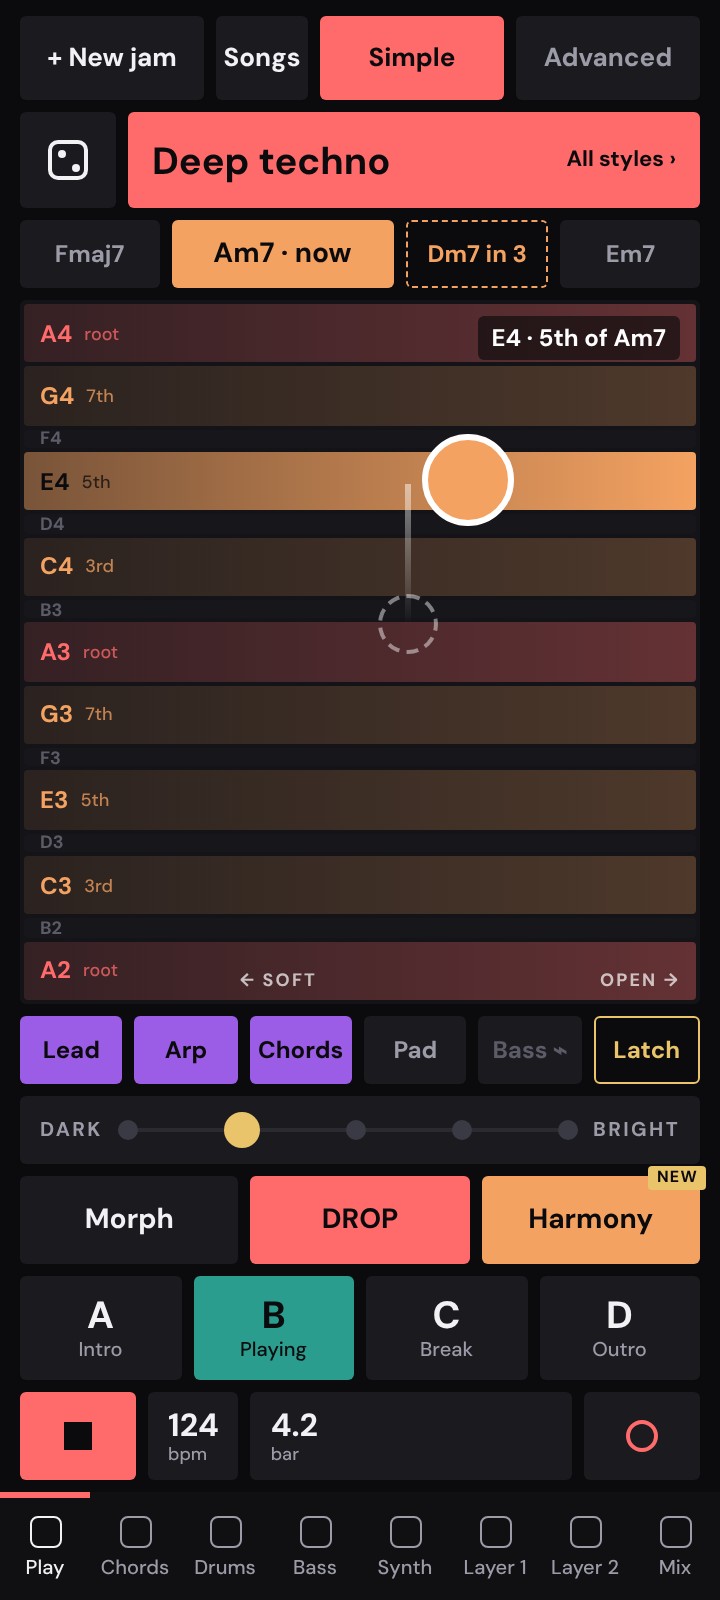 + New jam
Songs
Simple
Advanced
Deep techno
All styles ›
Fmaj7
Am7 · now
Dm7 in 3
Em7
A4 root
E4 · 5th of Am7
G4 7th
F4
E4 5th
D4
C4 3rd
B3
A3 root
G3 7th
F3
E3 5th
D3
C3 3rd
B2
A2 root
← SOFT
OPEN →
Lead
Arp
Chords
Pad
Bass ⌁
Latch
DARK
BRIGHT
NEW
Morph
DROP
Harmony
A
Intro
B
Playing
C
Break
D
Outro
124
bpm
4.2
bar
Play
Chords
Drums
Bass
Synth
Layer 1
Layer 2
Mix